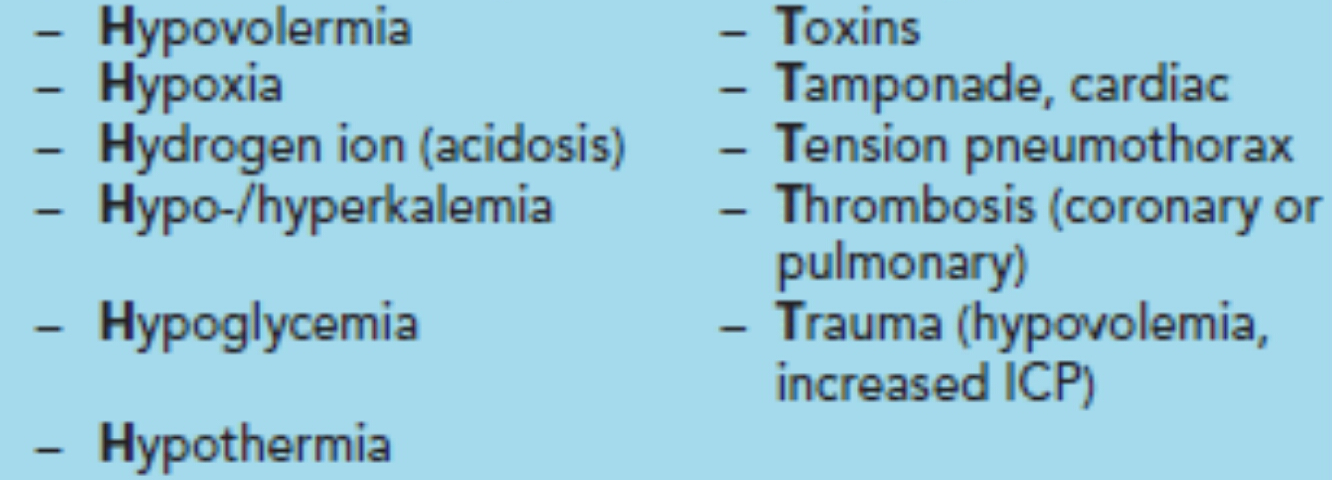 – Hypovolermia
– Hypoxia
– Hydrogen ion (acidosis)
– Hypo-/hyperkalemia
– Hypoglycemia
– Hypothermia
– Toxins
– Tamponade, cardiac
– Tension pneumothorax
– Thrombosis (coronary or
pulmonary)
– Trauma (hypovolemia,
increased ICP)